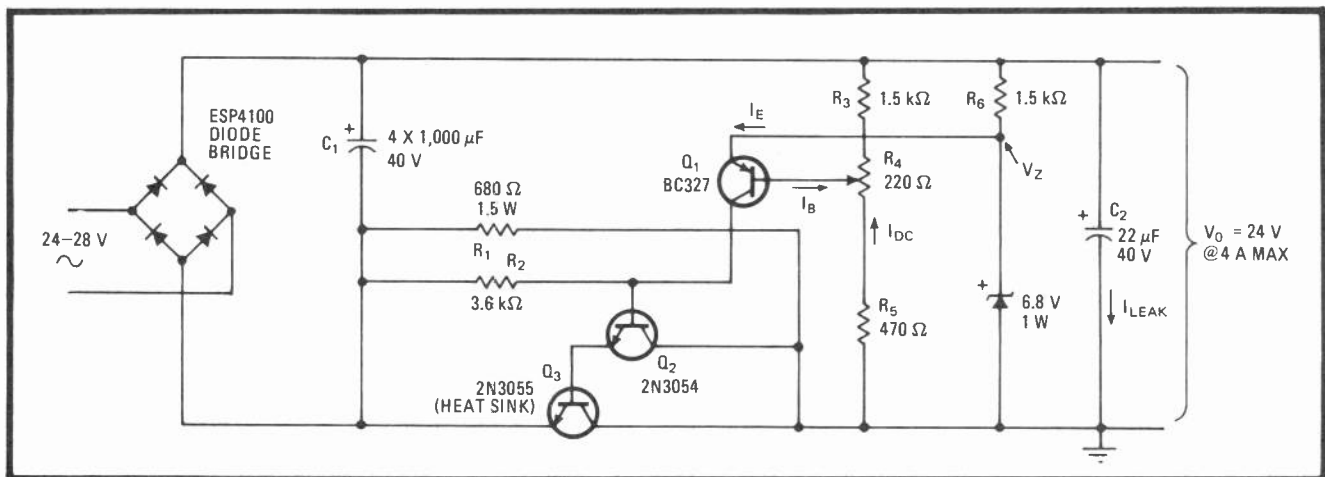 ESP4100
DIODE
BRIDGE
24–28 V
C1
+
4 X 1,000 µF
40 V
680 Ω
1.5 W
R1
R2
3.6 kΩ
Q3
2N3055
(HEAT SINK)
Q2
2N3054
Q1
BC327
IE
IB
R3
1.5 kΩ
R4
220 Ω
IDC
R5
470 Ω
R6
1.5 kΩ
VZ
+
6.8 V
1 W
C2
+
22 µF
40 V
ILEAK
VO = 24 V
@4 A MAX